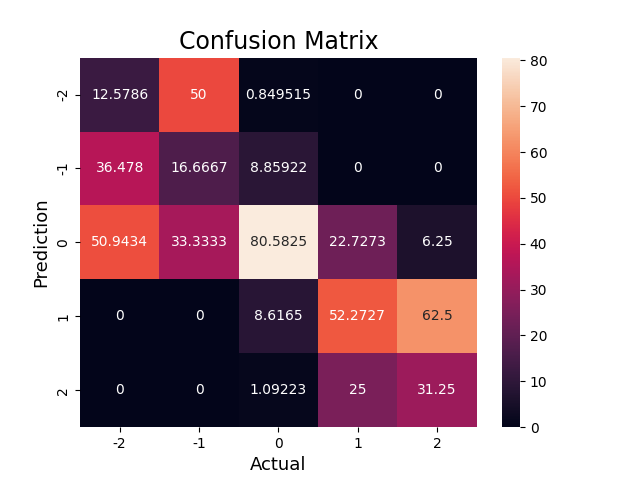 Confusion Matrix
-2 12.5786 50 0.849515 0 0
-1 36.478 16.6667 8.85922 0 0
0 50.9434 33.3333 80.5825 22.7273 6.25
1 0 0 8.6165 52.2727 62.5
2 0 0 1.09223 25 31.25
-2 -1 0 1 2
Prediction
Actual
80
70
60
50
40
30
20
10
0